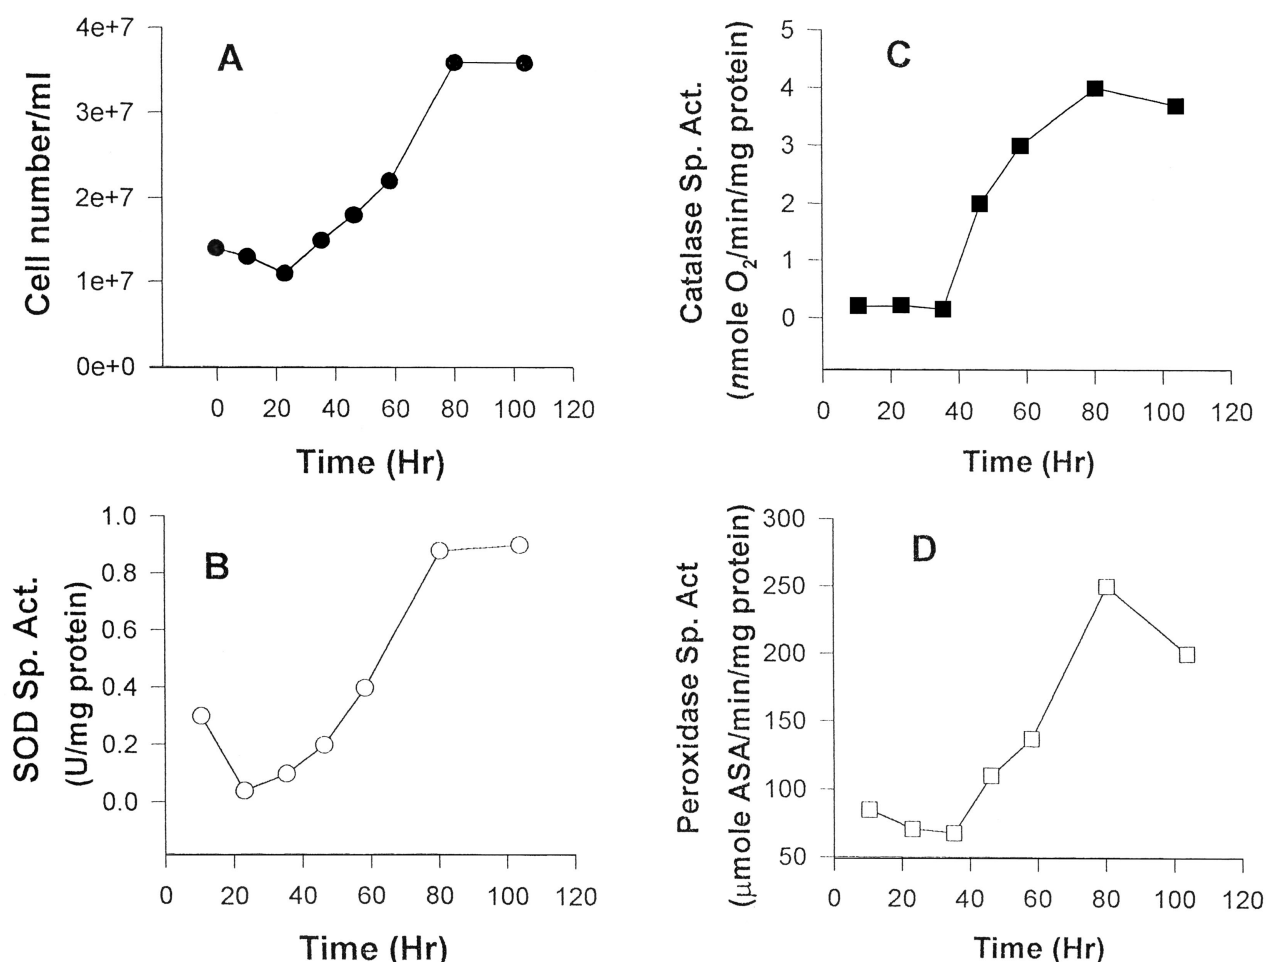 A
Cell number/ml
4e+7
3e+7
2e+7
1e+7
0e+0
0 20 40 60 80 100 120
Time (Hr)
C
Catalase Sp. Act.
(nmole O₂/min/mg protein)
5
4
3
2
1
0
0 20 40 60 80 100 120
Time (Hr)
B
SOD Sp. Act.
(U/mg protein)
1.0
0.8
0.6
0.4
0.2
0.0
0 20 40 60 80 100 120
Time (Hr)
D
Peroxidase Sp. Act
(μmole ASA/min/mg protein)
300
250
200
150
100
50
0 20 40 60 80 100 120
Time (Hr)